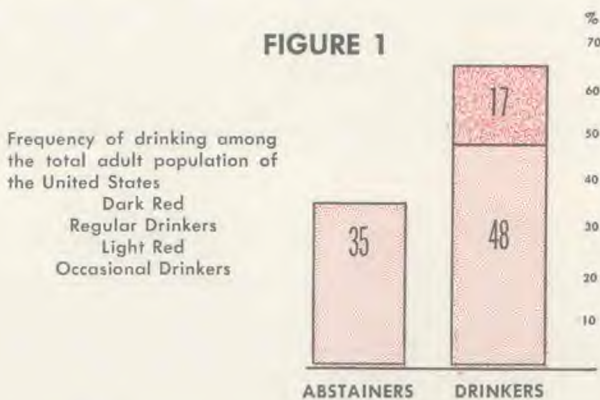 FIGURE 1
Frequency of drinking among
the total adult population of
the United States
Dark Red
Regular Drinkers
Light Red
Occasional Drinkers
%
70
60
50
40
30
20
10
17
35
48
ABSTAINERS DRINKERS